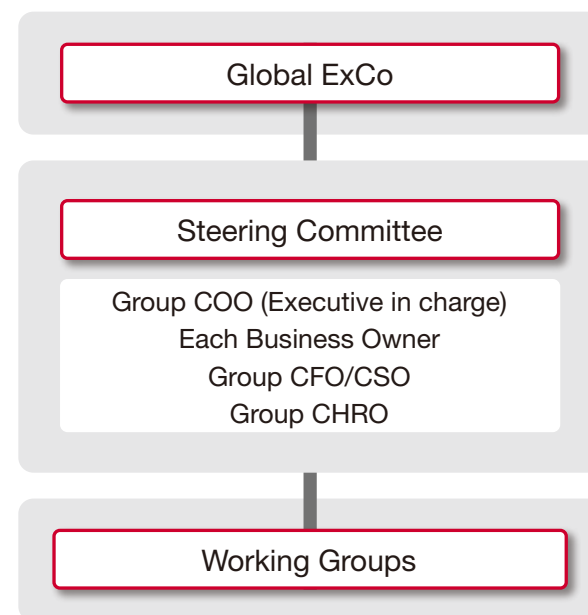 Global ExCo
Steering Committee
Group COO (Executive in charge)
Each Business Owner
Group CFO/CSO
Group CHRO
Working Groups